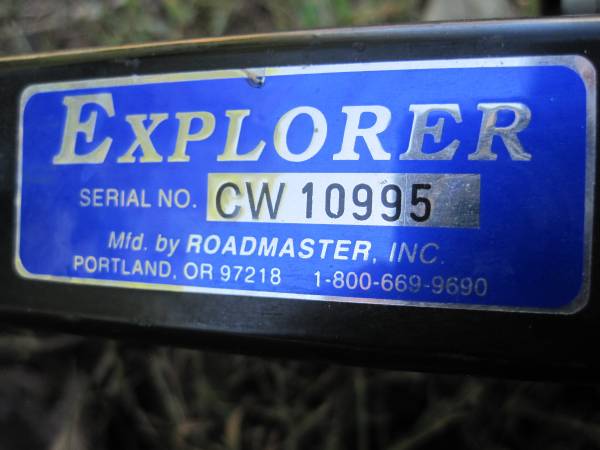 EXPLORER
SERIAL NO. CW 10995
Mfd. by ROADMASTER, INC.
PORTLAND, OR 97218 1-800-669-9690